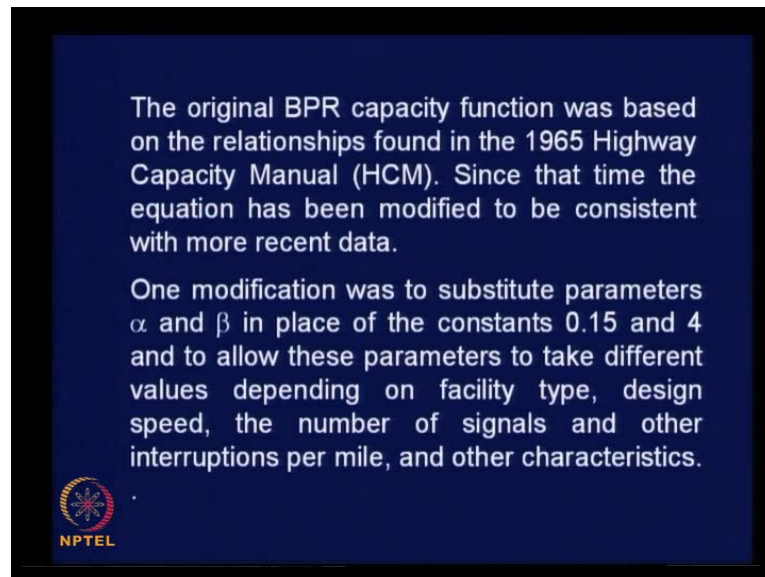 The original BPR capacity function was based
on the relationships found in the 1965 Highway
Capacity Manual (HCM). Since that time the
equation has been modified to be consistent
with more recent data.
One modification was to substitute parameters
α and β in place of the constants 0.15 and 4
and to allow these parameters to take different
values depending on facility type, design
speed, the number of signals and other
interruptions per mile, and other characteristics.
.
NPTEL